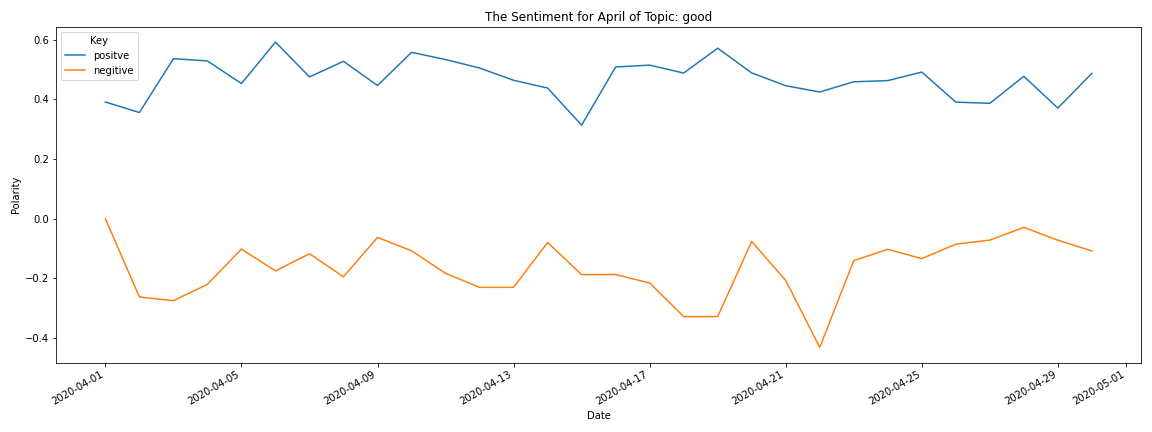 The Sentiment for April of Topic: good
Key
positve
negitive
0.6
0.4
0.2
0.0
−0.2
−0.4
Polarity
2020-04-01
2020-04-05
2020-04-09
2020-04-13
2020-04-17
2020-04-21
2020-04-25
2020-04-29
2020-05-01
Date